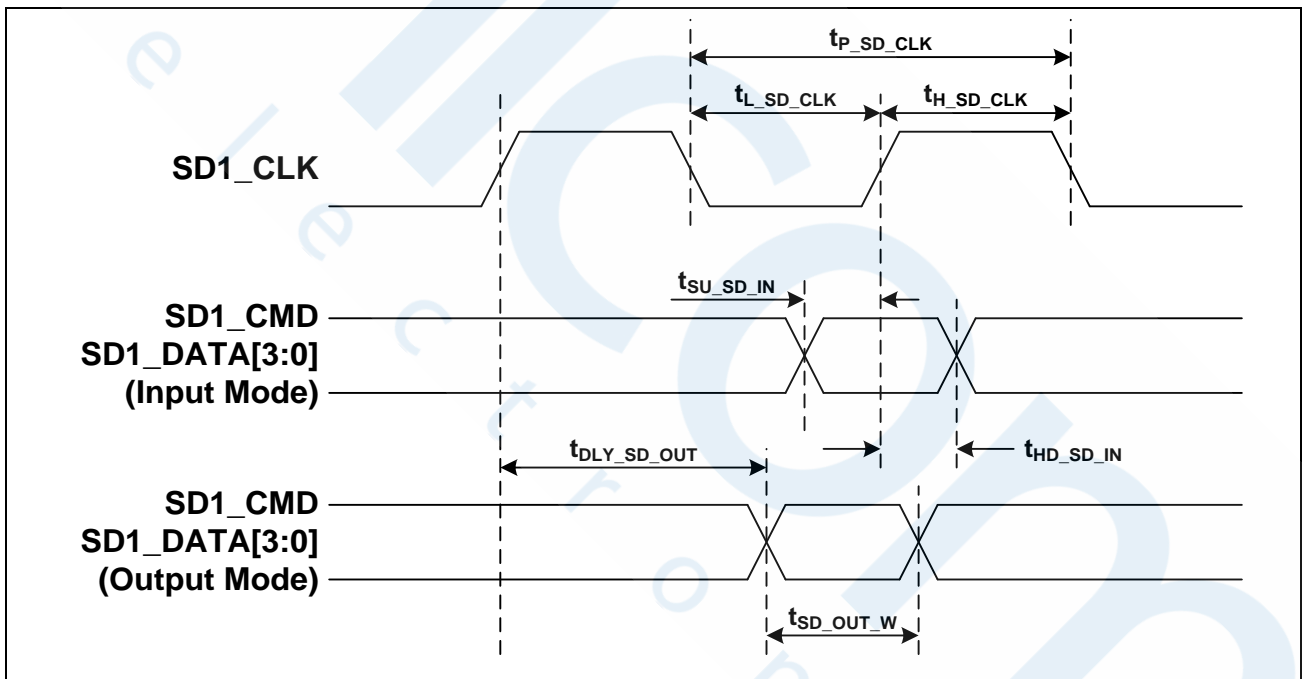 tP_SD_CLK
tL_SD_CLK
tH_SD_CLK
SD1_CLK
tSU_SD_IN
SD1_CMD
SD1_DATA[3:0]
(Input Mode)
tDLY_SD_OUT
tHD_SD_IN
SD1_CMD
SD1_DATA[3:0]
(Output Mode)
tSD_OUT_W